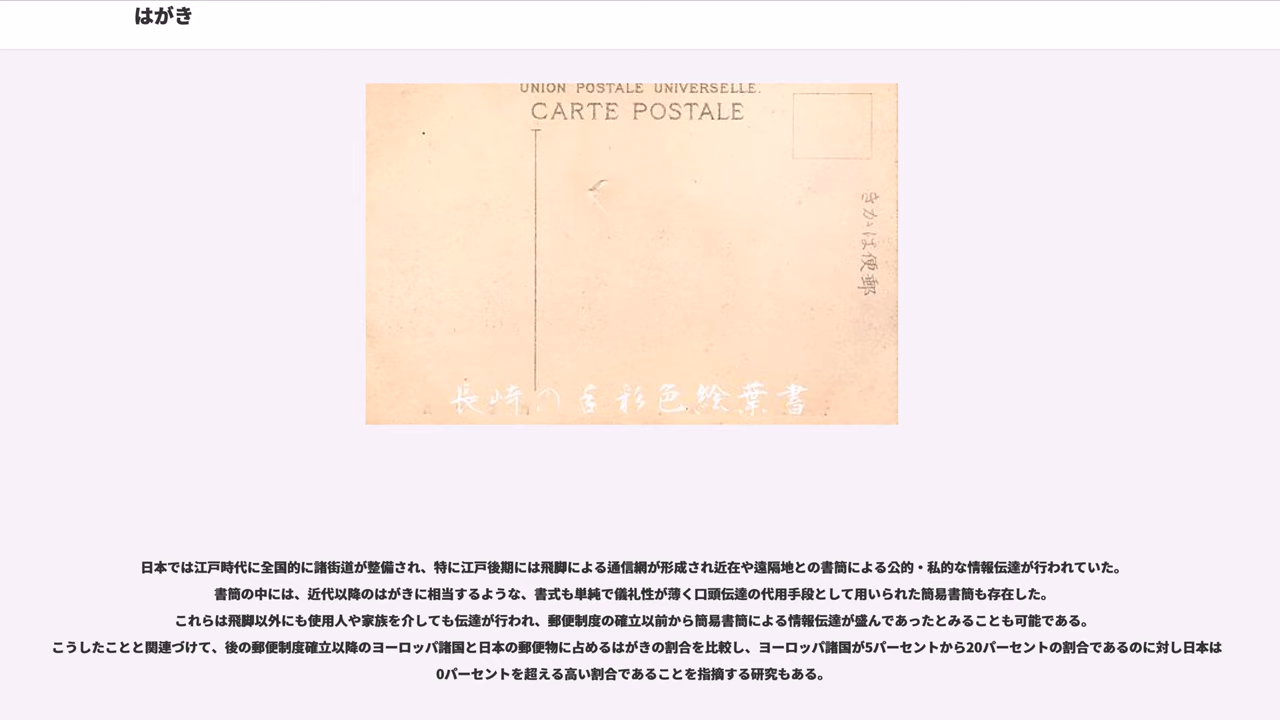 はがき
UNION POSTALE UNIVERSELLE.
CARTE POSTALE
きがは便郵
長崎の手彩色絵葉書
日本では江戸時代に全国的に諸街道が整備され、特に江戸後期には飛脚による通信網が形成され近在や遠隔地との書簡による公的・私的な情報伝達が行われていた。
書簡の中には、近代以降のはがきに相当するような、書式も単純で儀礼性が薄く口頭伝達の代用手段として用いられた簡易書簡も存在した。
これらは飛脚以外にも使用人や家族を介しても伝達が行われ、郵便制度の確立以前から簡易書簡による情報伝達が盛んであったとみることも可能である。
こうしたことと関連づけて、後の郵便制度確立以降のヨーロッパ諸国と日本の郵便物に占めるはがきの割合を比較し、ヨーロッパ諸国が5パーセントから20パーセントの割合であるのに対し日本は
0パーセントを超える高い割合であることを指摘する研究もある。